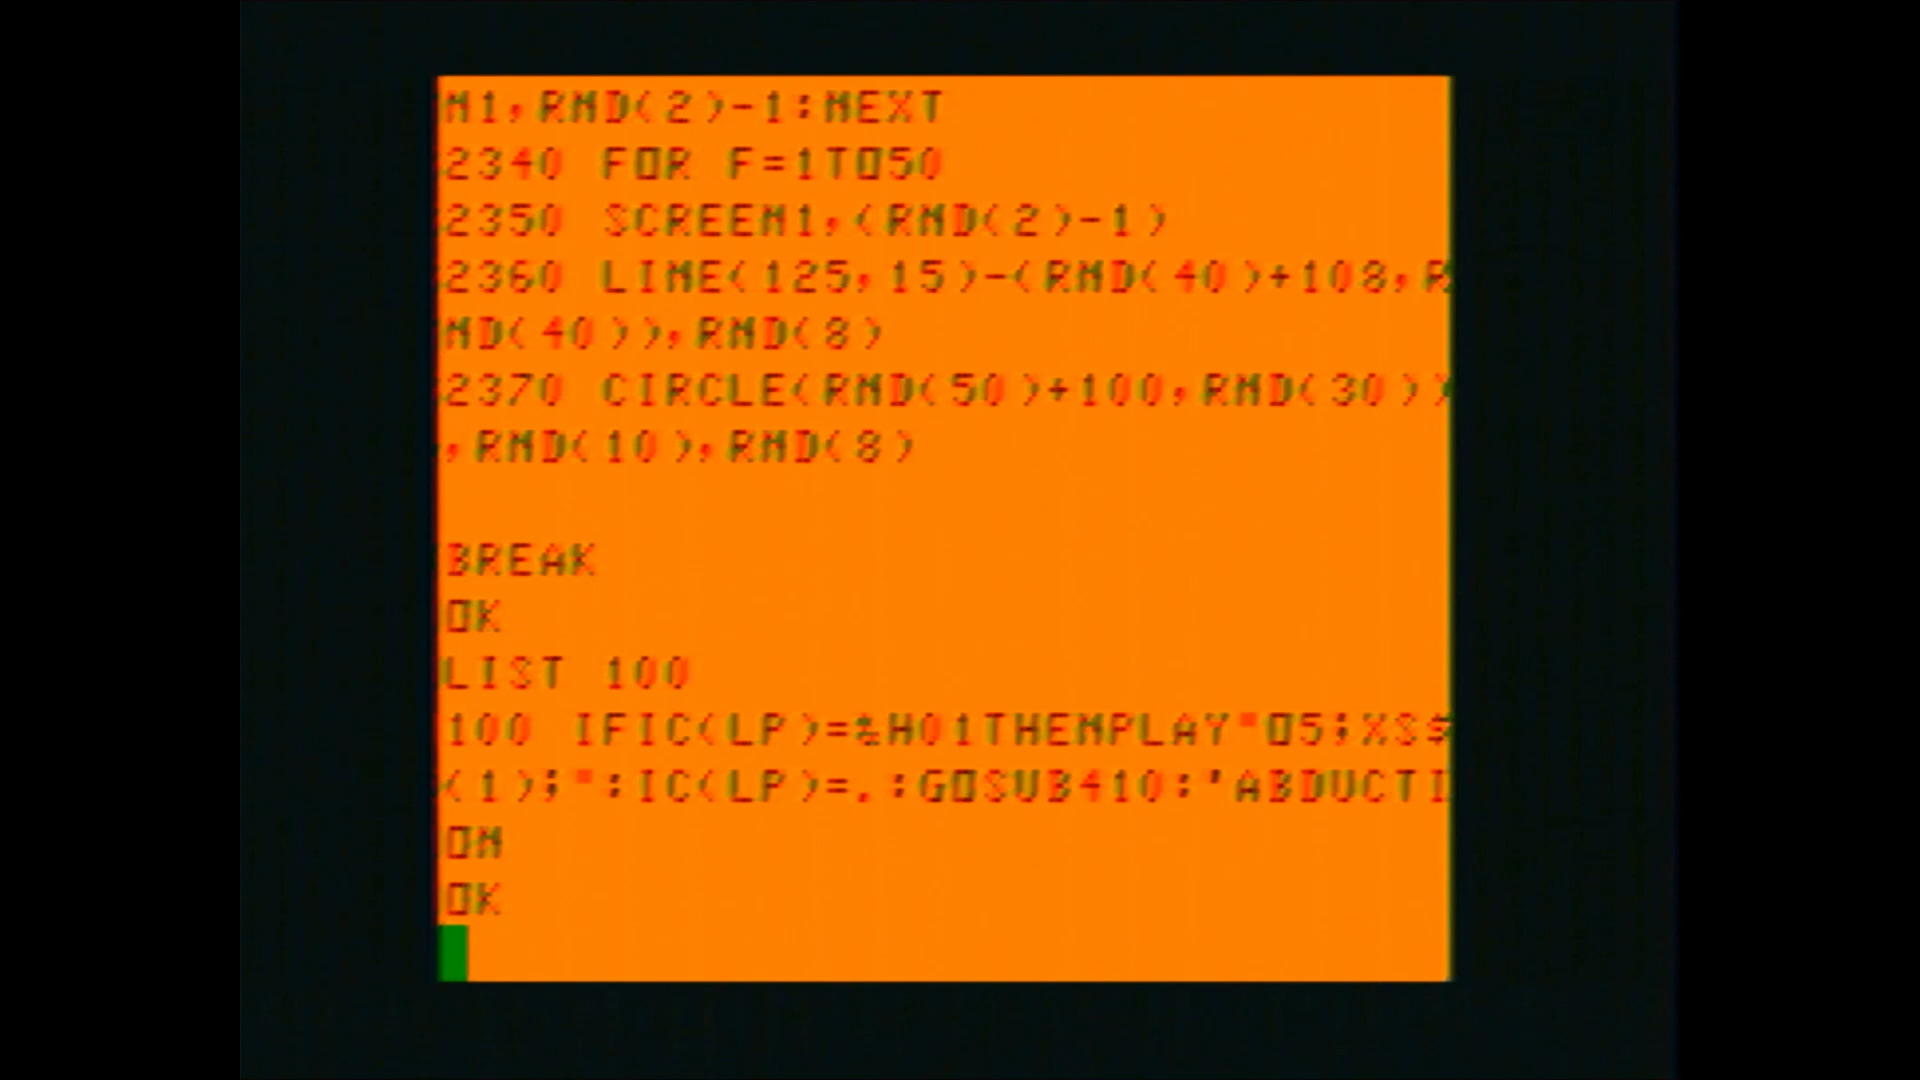 N1,RND(2)-1:NEXT
2340 FOR F=1TO50
2350 SCREEN1,(RND(2)-1)
2360 LINE(125,15)-(RND(40)+108,R
ND(40)),RND(8)
2370 CIRCLE(RND(50)+100,RND(30))
,RND(10),RND(8)
BREAK
OK
LIST 100
100 IFIC(LP)=&H01THENPLAY"O5;XS$
(1);":IC(LP)=.:GOSUB410:'ABDUCTI
ON
OK